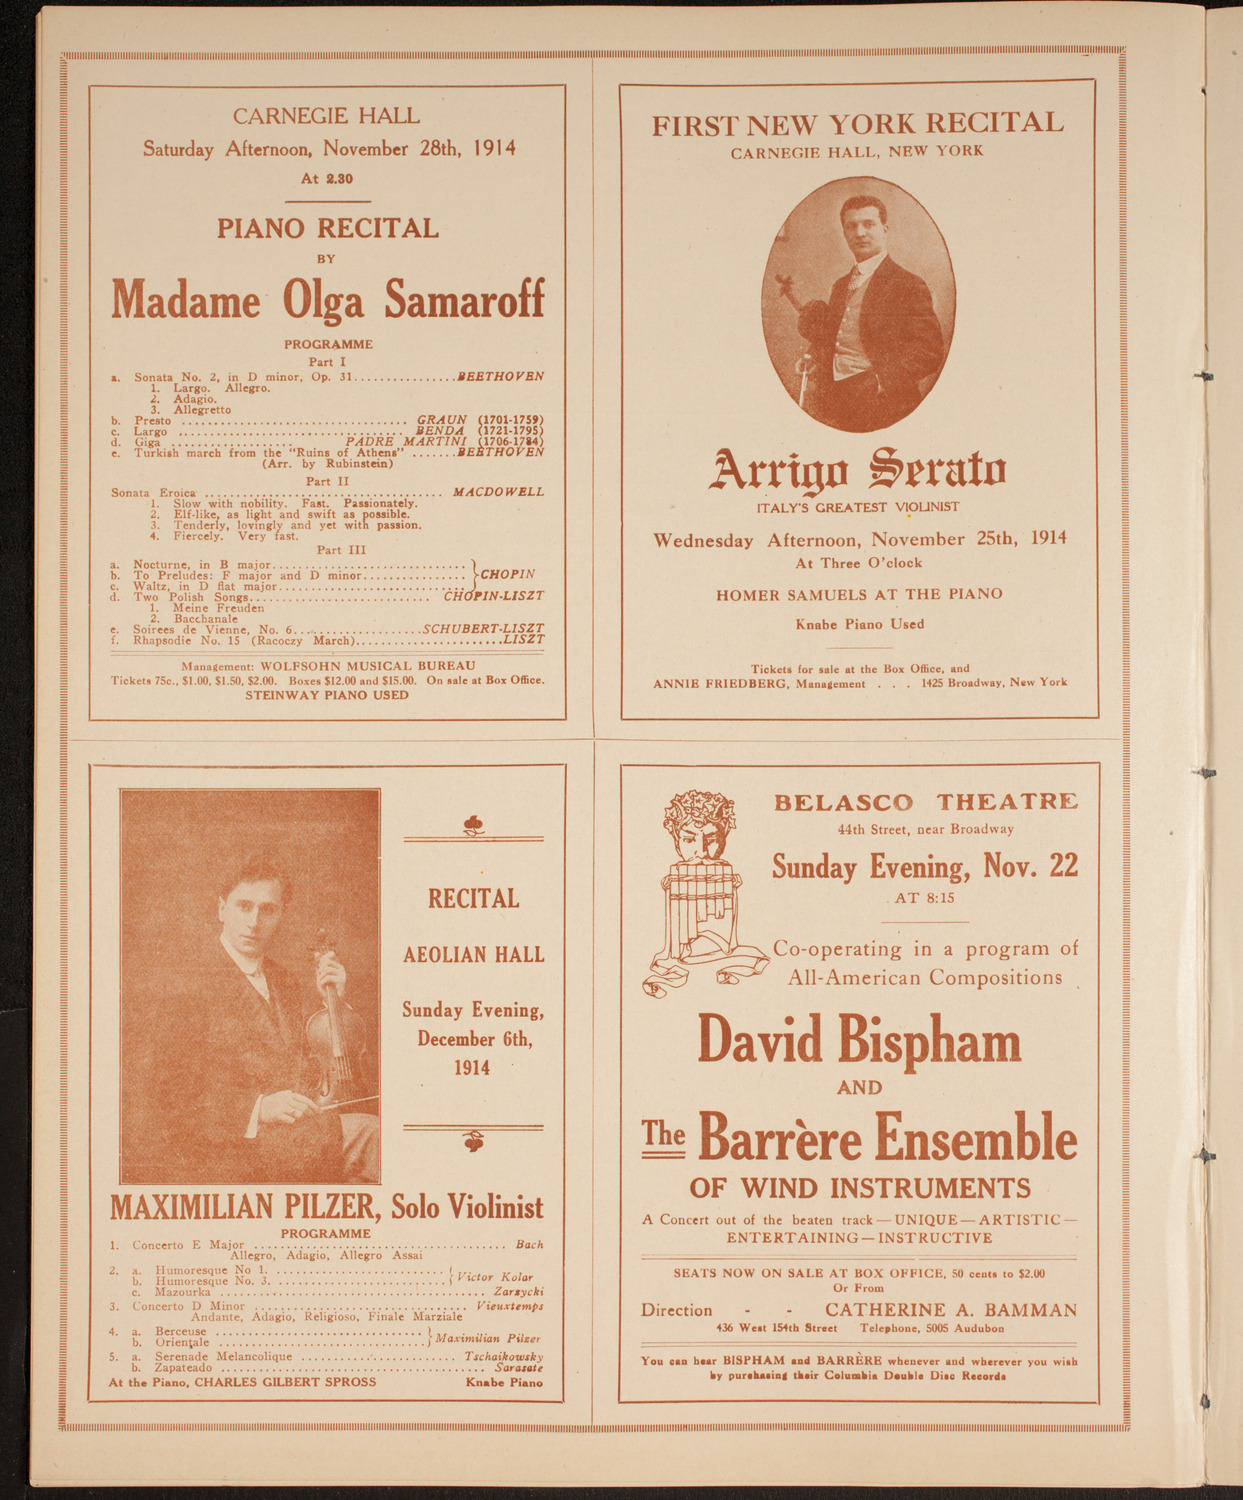 CARNEGIE HALL
Saturday Afternoon, November 28th, 1914
At 2.30
PIANO RECITAL
BY
Madame Olga Samaroff
PROGRAMME
Part I
a. Sonata No. 2, in D minor, Op. 31................BEETHOVEN
1. Largo. Allegro.
2. Adagio.
3. Allegretto
b. Presto .................................. GRAUN (1701-1759)
c. Largo .................................. BENDA (1721-1795)
d. Giga ................... PADRE MARTINI (1706-1784)
e. Turkish march from the "Ruins of Athens" .......BEETHOVEN
(Arr. by Rubinstein)
Part II
Sonata Eroica .................................... MACDOWELL
1. Slow with nobility. Fast. Passionately.
2. Elf-like, as light and swift as possible.
3. Tenderly, lovingly and yet with passion.
4. Fiercely. Very fast.
Part III
a. Nocturne, in B major..............................
b. To Preludes: F major and D minor................ CHOPIN
c. Waltz, in D flat major.............................
d. Two Polish Songs............................ CHOPIN-LISZT
1. Meine Freuden
2. Bacchanale
e. Soirees de Vienne, No. 6....................SCHUBERT-LISZT
f. Rhapsodie No. 15 (Racoczy March).......................LISZT
Management: WOLFSOHN MUSICAL BUREAU
Tickets 75c., $1.00, $1.50, $2.00. Boxes $12.00 and $15.00. On sale at Box Office.
STEINWAY PIANO USED
FIRST NEW YORK RECITAL
CARNEGIE HALL, NEW YORK
Arrigo Serato
ITALY'S GREATEST VIOLINIST
Wednesday Afternoon, November 25th, 1914
At Three O'clock
HOMER SAMUELS AT THE PIANO
Knabe Piano Used
Tickets for sale at the Box Office, and
ANNIE FRIEDBERG, Management . . . 1425 Broadway, New York
RECITAL
AEOLIAN HALL
Sunday Evening,
December 6th,
1914
MAXIMILIAN PILZER, Solo Violinist
PROGRAMME
1. Concerto E Major ...................................... Bach
Allegro, Adagio, Allegro Assai
2. a. Humoresque No 1. ..........................
b. Humoresque No. 3. .......................... Victor Kolar
c. Mazourka ........................................ Zarzycki
3. Concerto D Minor ................................ Vieuxtemps
Andante, Adagio, Religioso, Finale Marziale
4. a. Berceuse ...............................
b. Orientale ............................... Maximilian Pilzer
5. a. Serenade Melancolique ......................... Tschaikowsky
b. Zapateado ........................................ Sarasate
At the Piano, CHARLES GILBERT SPROSS Knabe Piano
BELASCO THEATRE
44th Street, near Broadway
Sunday Evening, Nov. 22
AT 8:15
Co-operating in a program of
All-American Compositions
David Bispham
AND
The Barrère Ensemble
OF WIND INSTRUMENTS
A Concert out of the beaten track—UNIQUE—ARTISTIC—
ENTERTAINING—INSTRUCTIVE
SEATS NOW ON SALE AT BOX OFFICE, 50 cents to $2.00
Or From
Direction - - CATHERINE A. BAMMAN
436 West 154th Street Telephone, 5005 Audubon
You can hear BISPHAM and BARRÈRE whenever and wherever you wish
by purchasing their Columbia Double Disc Records